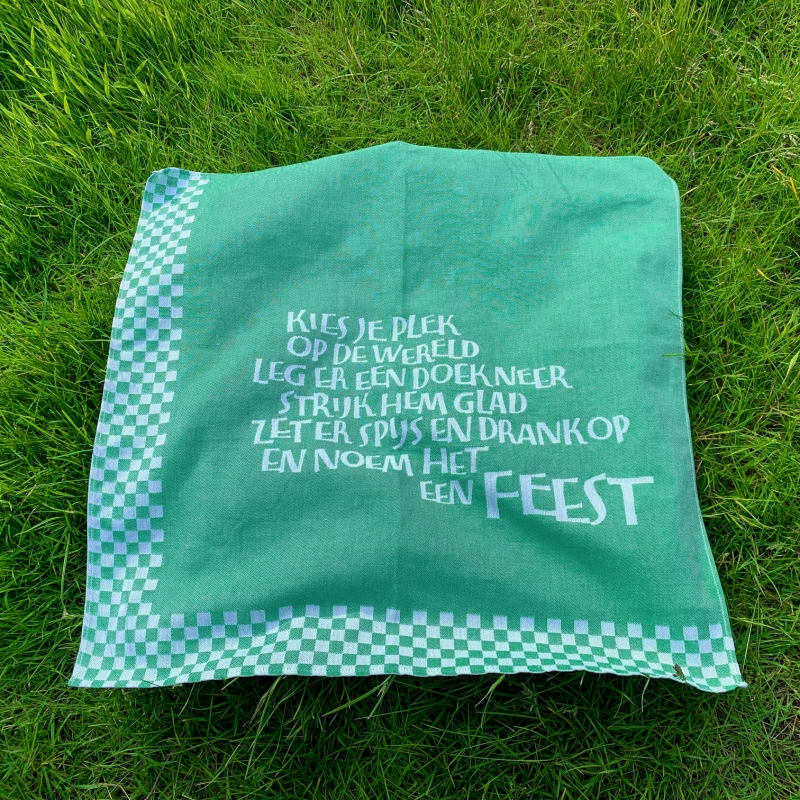 KIES JE PLEK
OP DE WERELD
LEG ER EEN DOEK NEER
STRIJK HEM GLAD
ZET ER SPIJS EN DRANK OP
EN NOEM HET
EEN FEEST